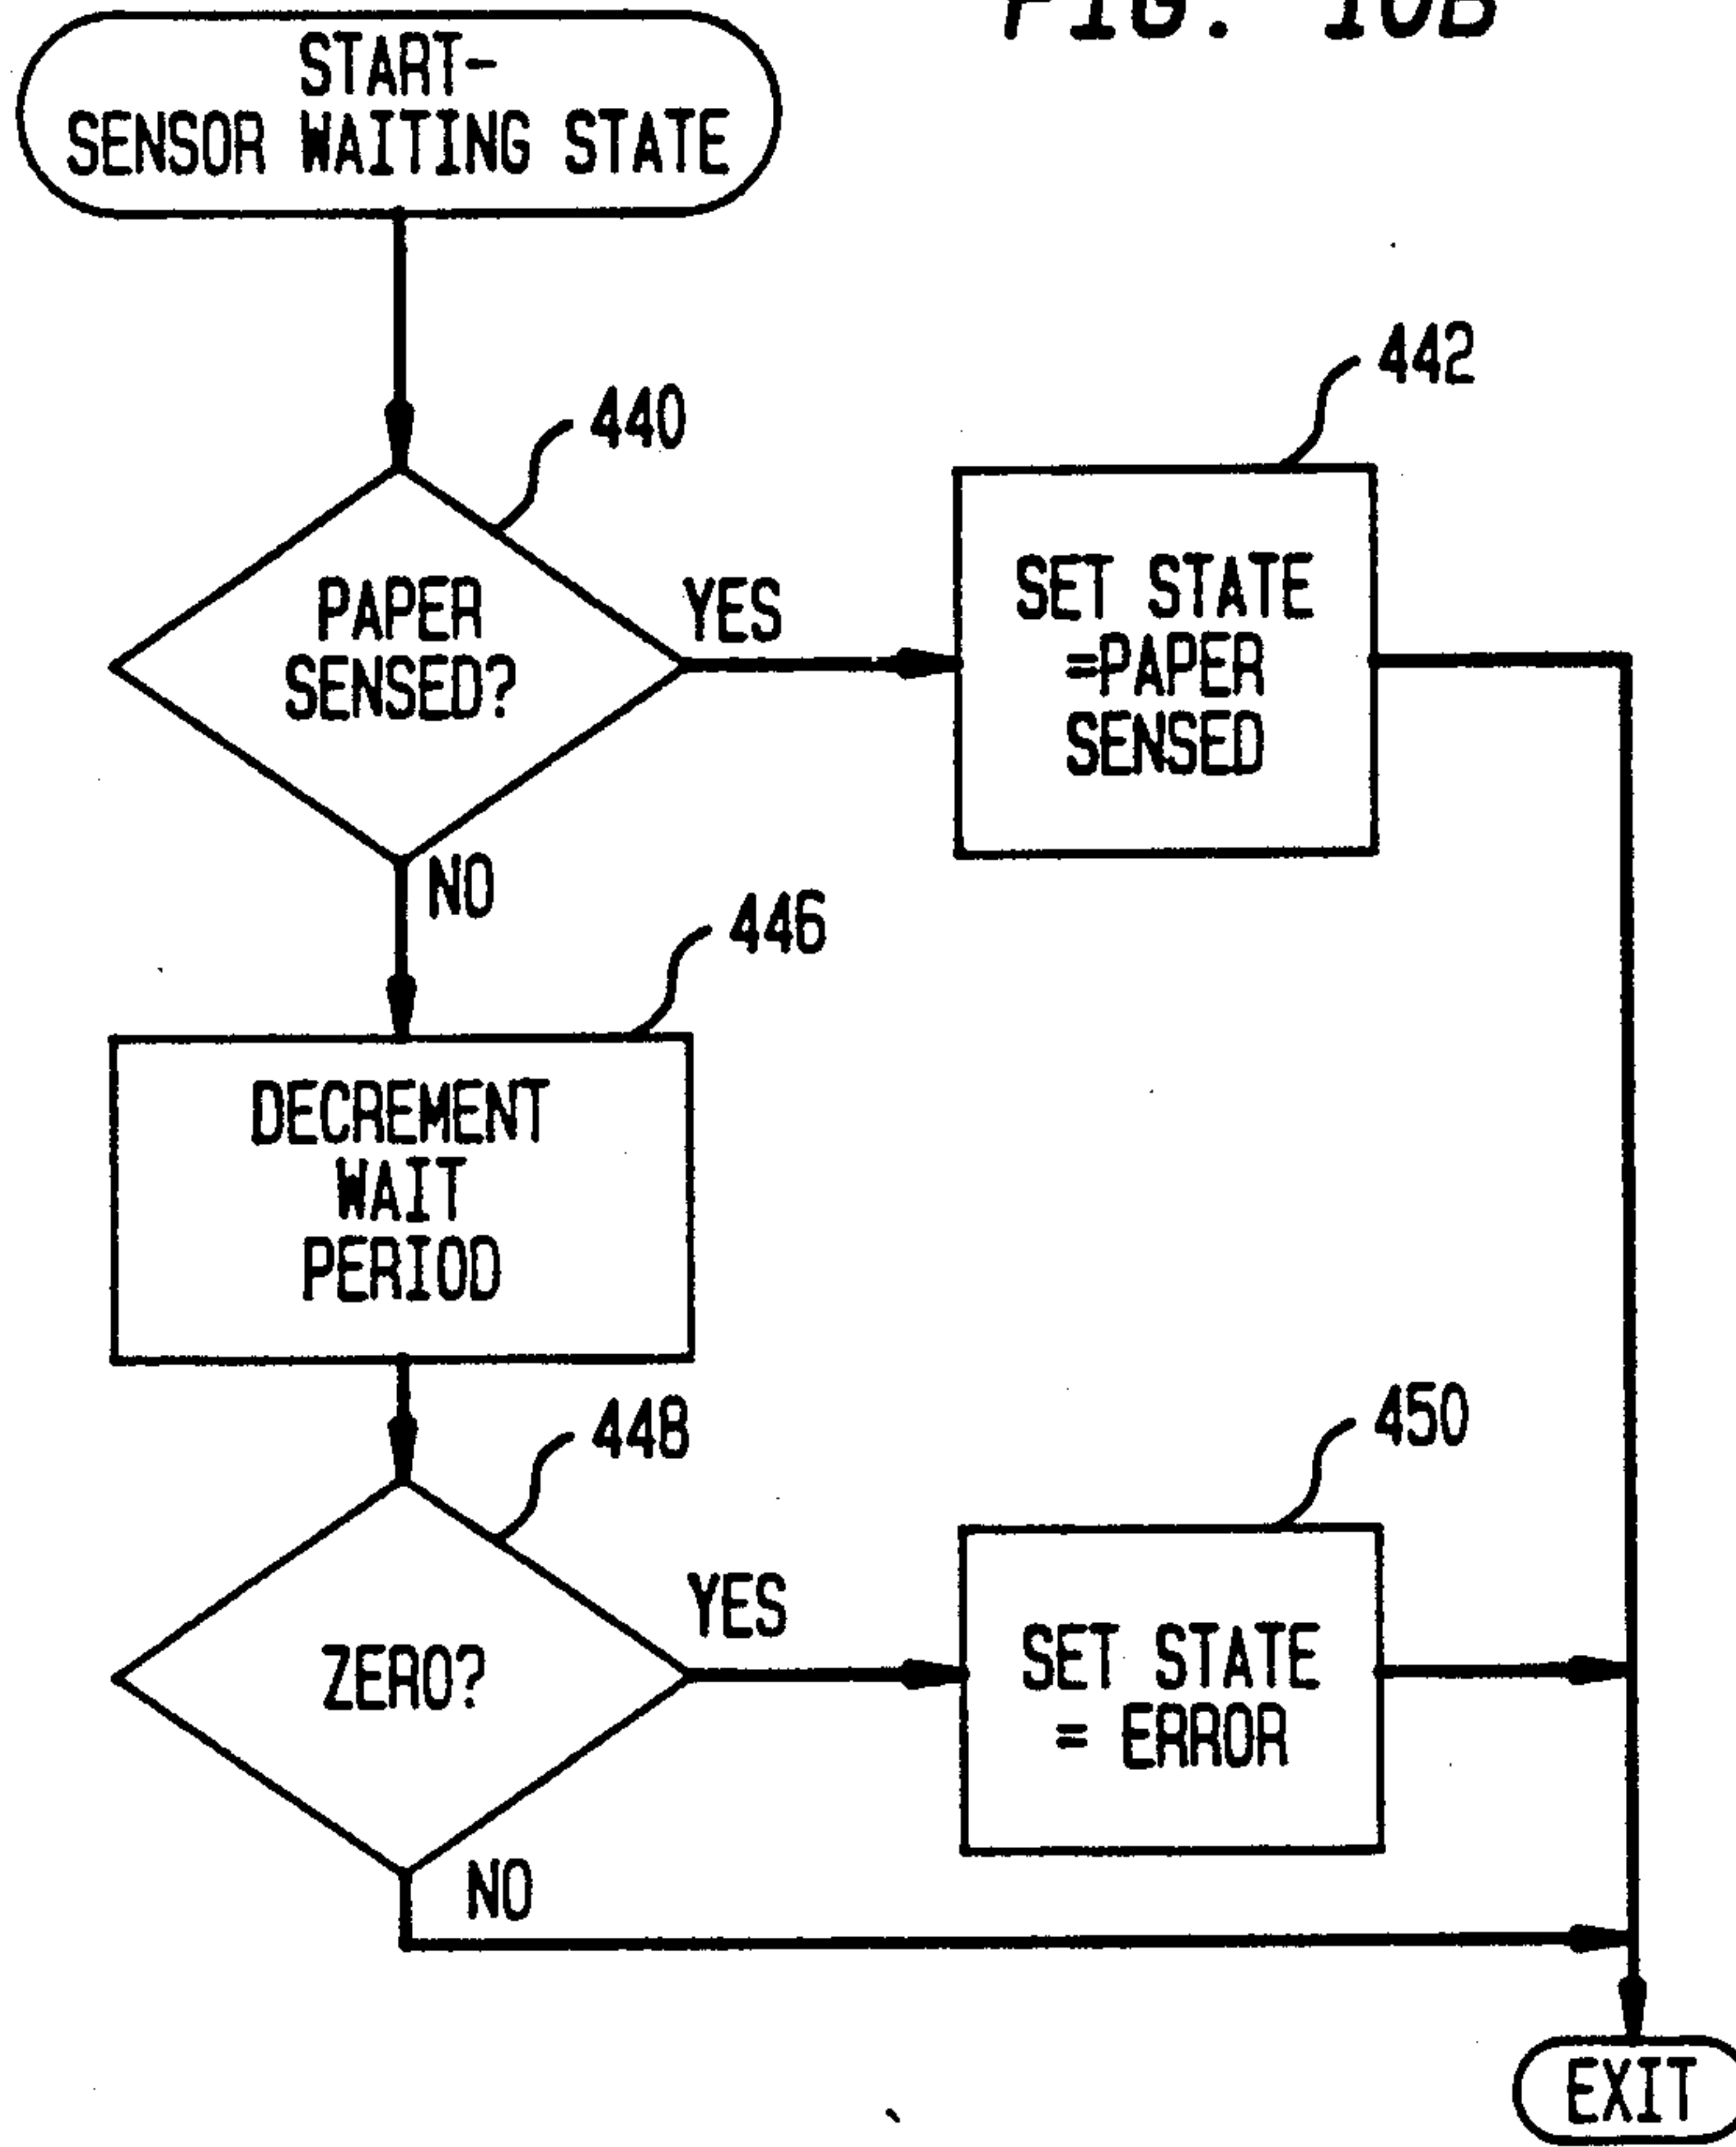 FIG. 10B
START-
SENSOR WAITING STATE
440
442
PAPER
SENSED?
YES
SET STATE
=PAPER
SENSED
NO
446
DECREMENT
WAIT
PERIOD
448
450
ZERO?
YES
SET STATE
= ERROR
NO
EXIT